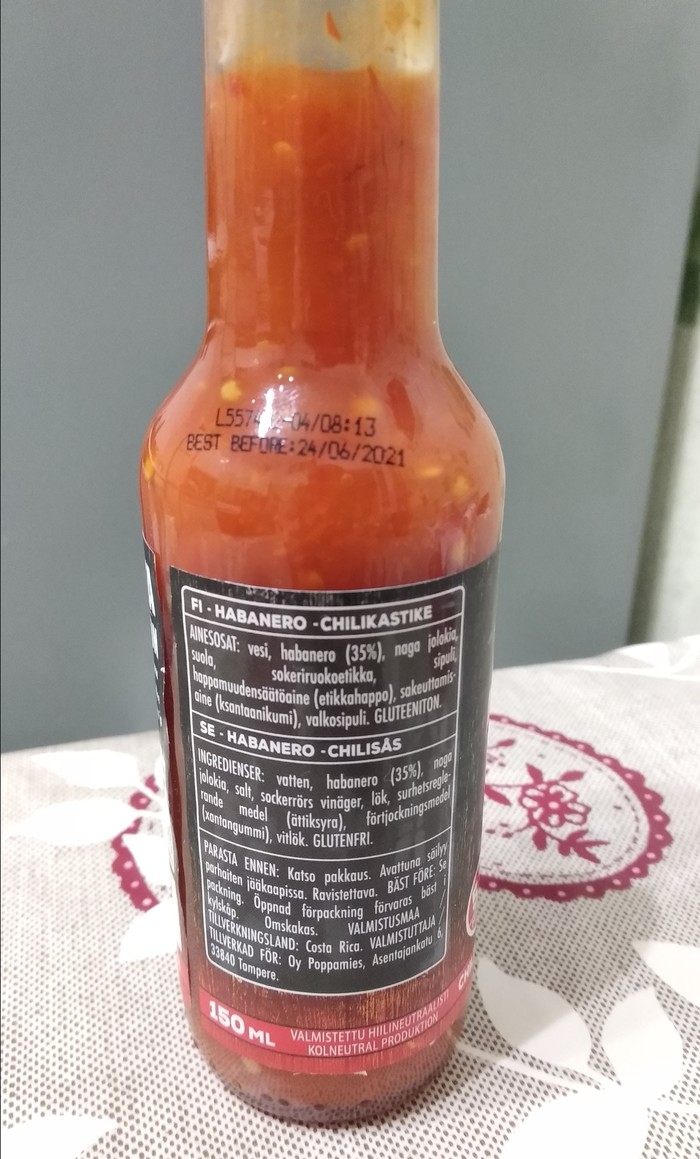 BEST BEFORE:24/06/2021
FI - HABANERO -CHILIKASTIKE
AINESOSAT: vesi, habanero (35%), naga jolokia,
suola, sokeriruokoetikka, sipuli,
happamuudensäätöaine (etikkahappo), sakeuttamis-
aine (ksantaanikumi), valkosipuli. GLUTEENITON.
SE - HABANERO - CHILISÅS
INGREDIENSER: vatten, habanero (35%), naga
jolokia, salt, sockerrörs vinäger, lök, surhetsregle-
rande medel (ättiksyra), förtjockningsmedel
(xantangummi), vitlök. GLUTENFRI.
PARASTA ENNEN: Katso pakkaus. Avattuna säilyy
parhaiten jääkaapissa. Ravistettava. BÄST FÖRE: Se
packning. Öppnad förpackning förvaras bäst i
kylskåp. Omskakas. VALMISTUSMAA /
TILLVERKNINGSLAND: Costa Rica. VALMISTUTTAJA /
TILLVERKAD FÖR: Oy Poppamies, Asentajankatu 6,
33840 Tampere.
150 ML
VALMISTETTU HIILINEUTRAALISTI
KOLNEUTRAL PRODUKTION